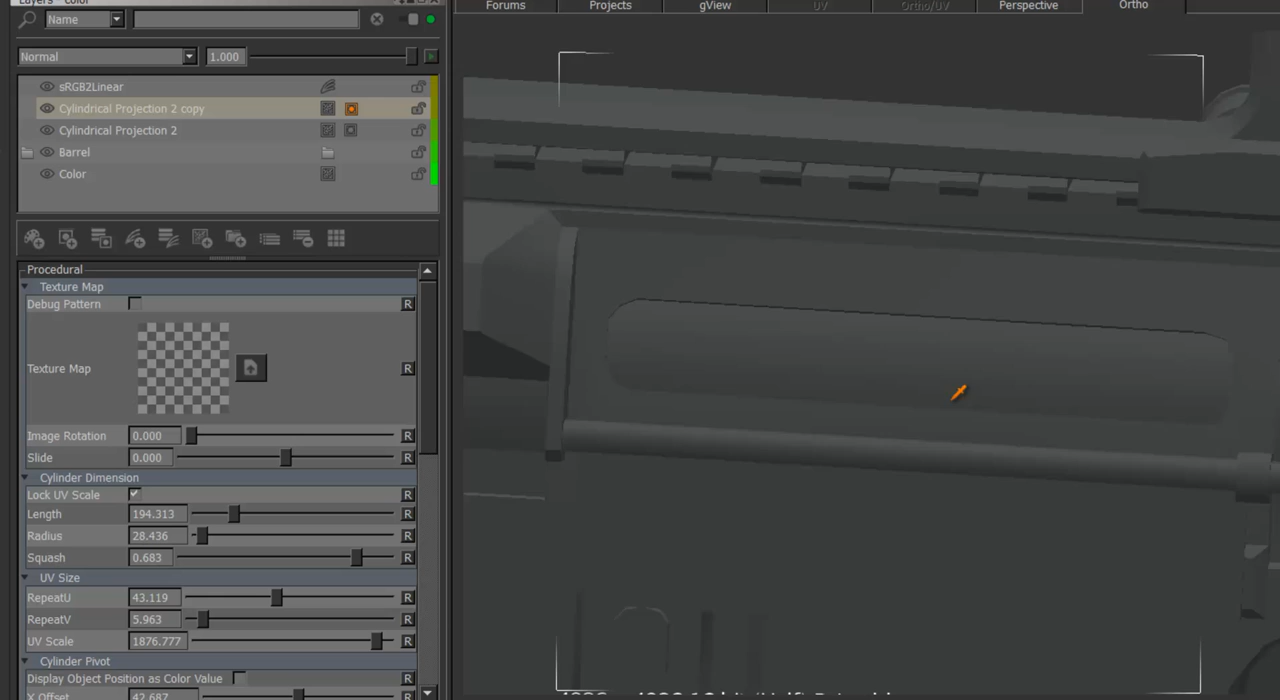 Layers - Color
Forums Projects gView UV Ortho/UV Perspective Ortho
Name
Normal 1.000
sRGB2Linear
Cylindrical Projection 2 copy
Cylindrical Projection 2
Barrel
Color
Procedural
Texture Map
Debug Pattern R
Texture Map R
Image Rotation 0.000 R
Slide 0.000 R
Cylinder Dimension
Lock UV Scale R
Length 194.313 R
Radius 28.436 R
Squash 0.683 R
UV Size
RepeatU 43.119 R
RepeatV 5.963 R
UV Scale 1876.777 R
Cylinder Pivot
Display Object Position as Color Value R
X Offset 42.687 R